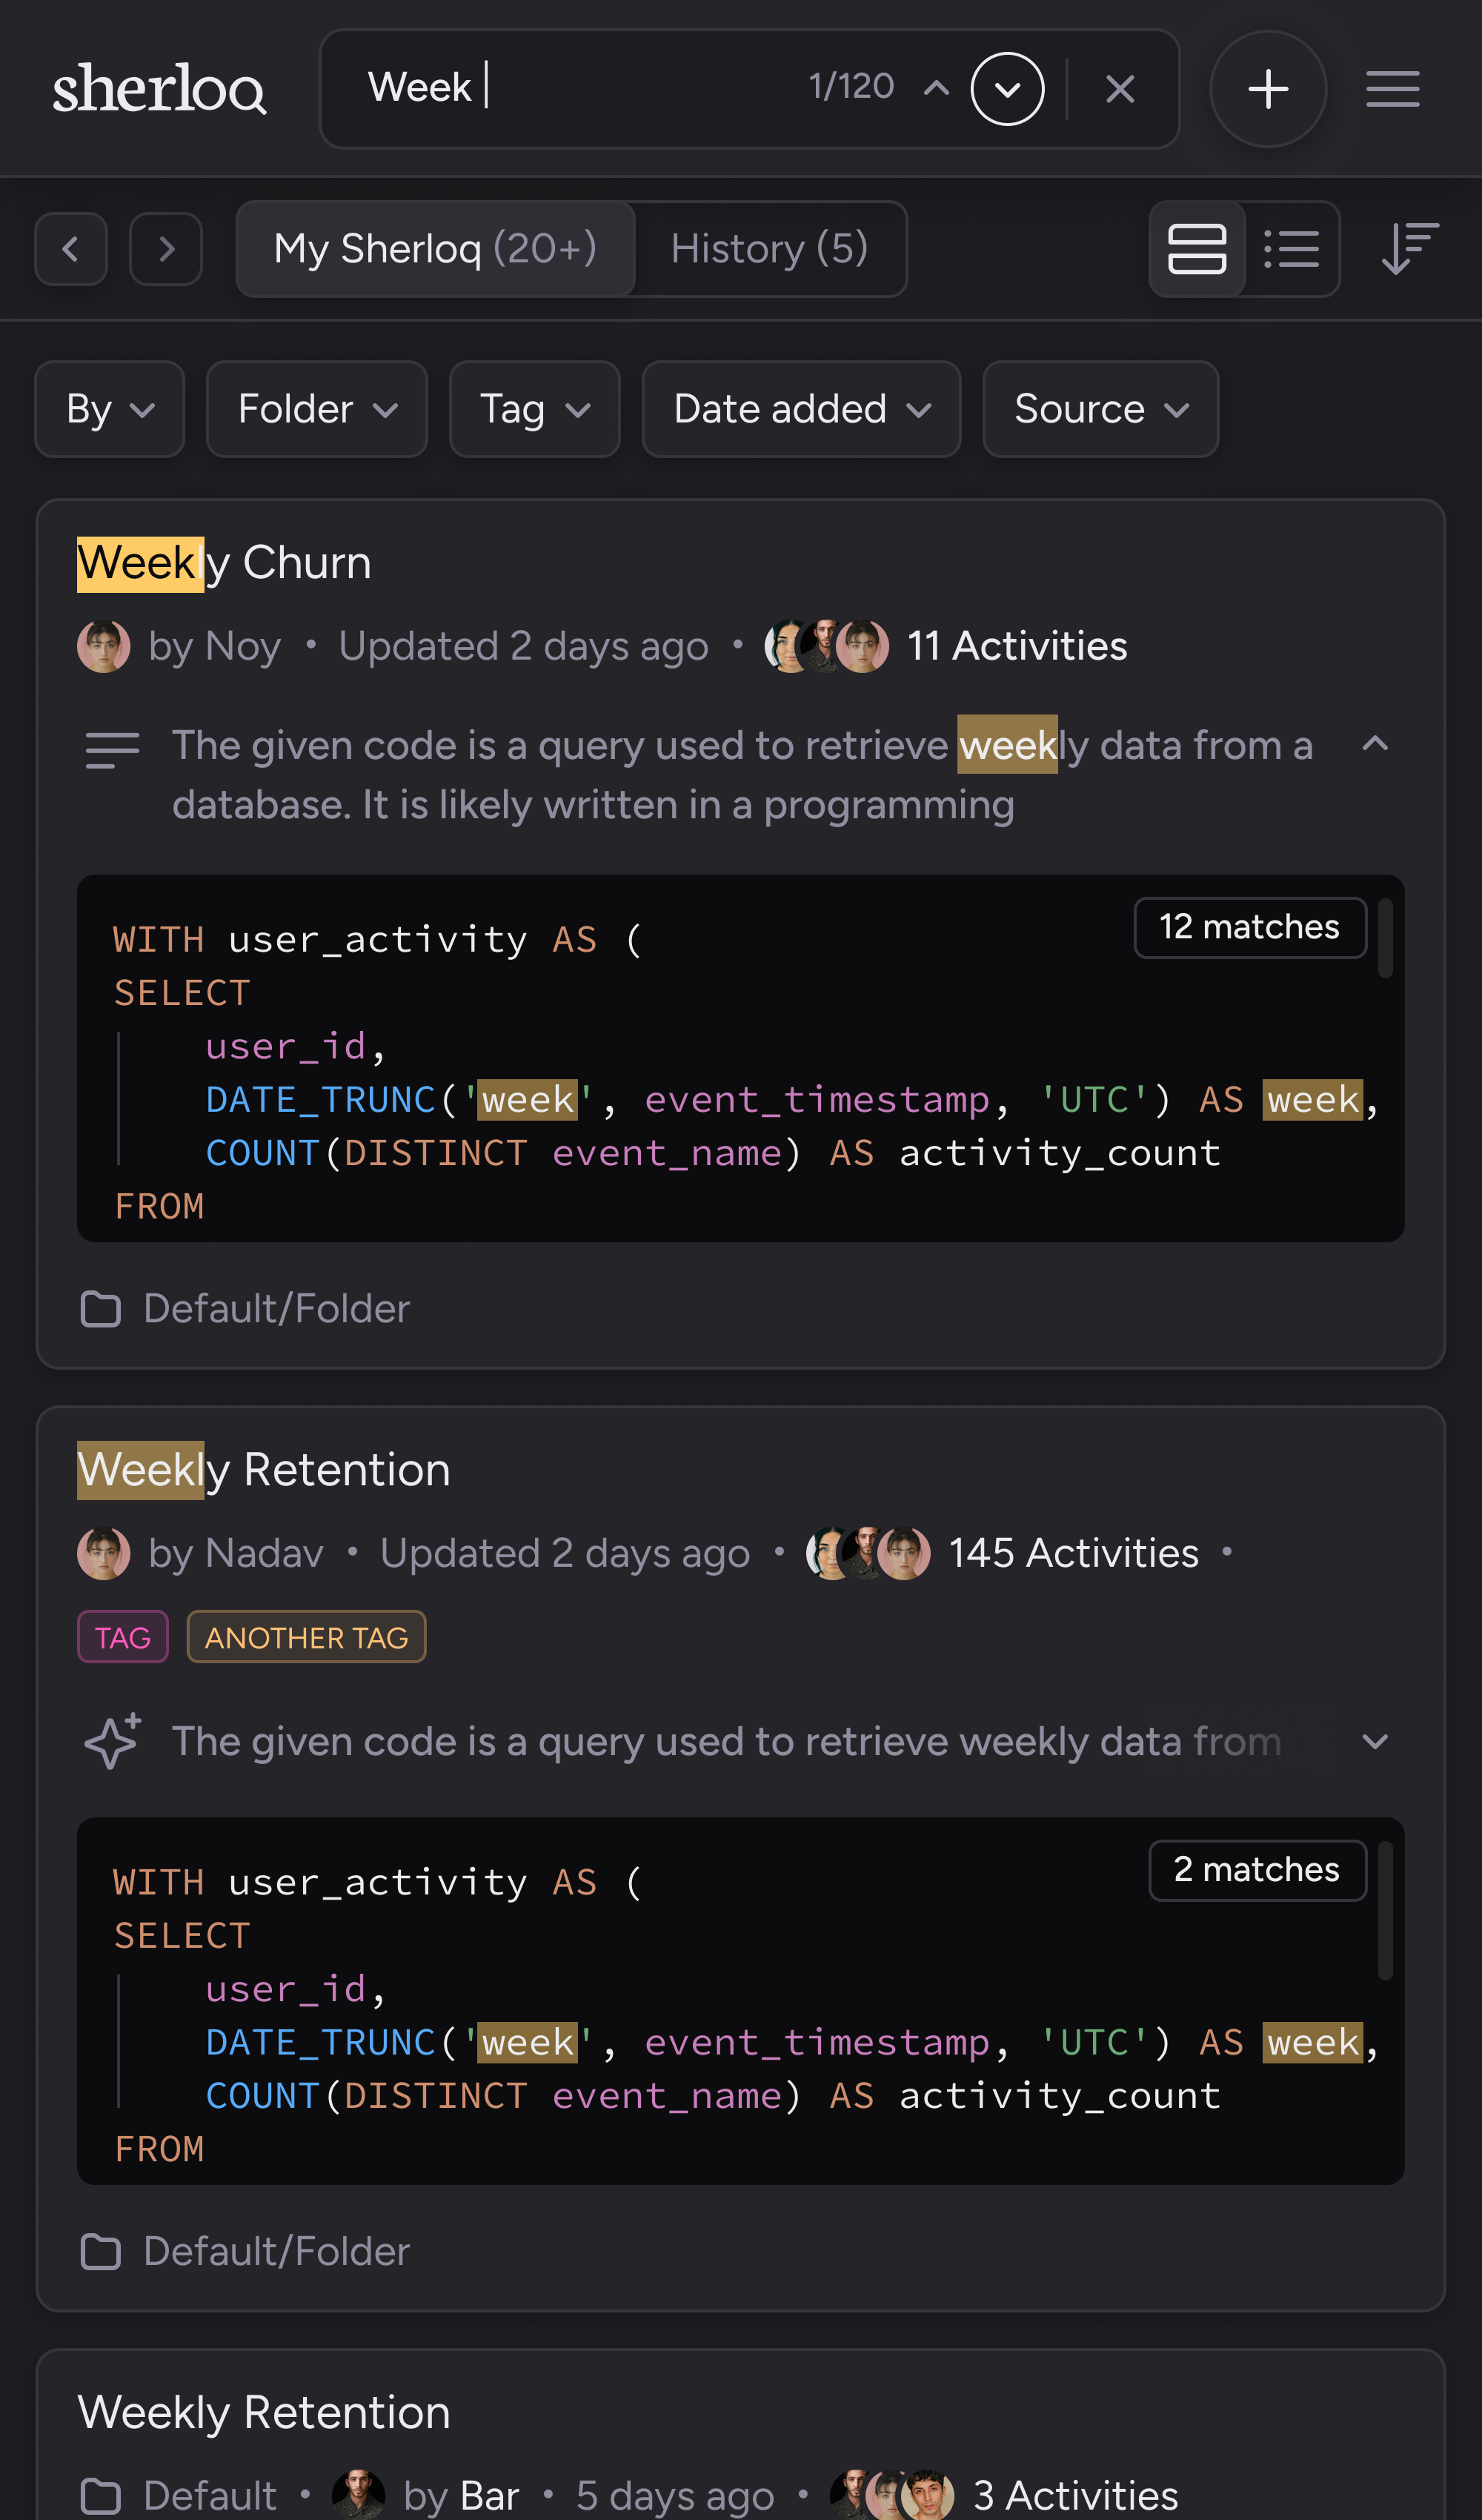 sherloq Week 1/120
My Sherloq (20+) History (5)
By Folder Tag Date added Source
Weekly Churn
by Noy • Updated 2 days ago • 11 Activities
The given code is a query used to retrieve weekly data from a
database. It is likely written in a programming
12 matches
WITH user_activity AS (
SELECT
user_id,
DATE_TRUNC('week', event_timestamp, 'UTC') AS week,
COUNT(DISTINCT event_name) AS activity_count
FROM
Default/Folder
Weekly Retention
by Nadav • Updated 2 days ago • 145 Activities •
TAG ANOTHER TAG
The given code is a query used to retrieve weekly data from
2 matches
WITH user_activity AS (
SELECT
user_id,
DATE_TRUNC('week', event_timestamp, 'UTC') AS week,
COUNT(DISTINCT event_name) AS activity_count
FROM
Default/Folder
Weekly Retention
Default • by Bar • 5 days ago • 3 Activities